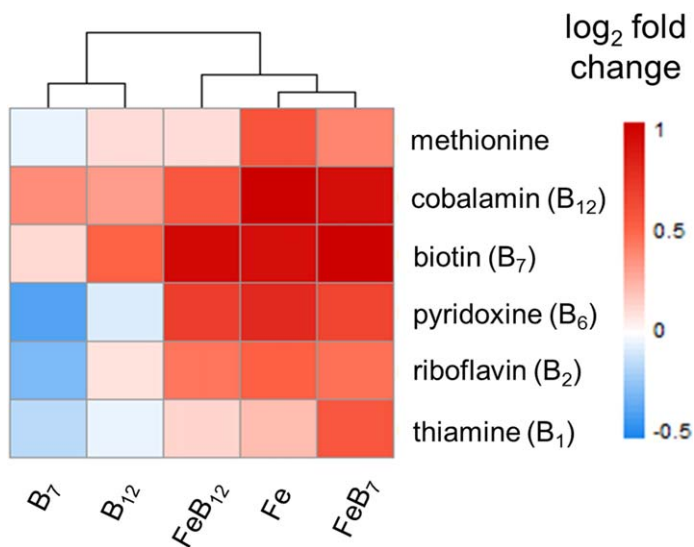 log₂ fold
change
methionine
cobalamin (B₁₂)
biotin (B₇)
pyridoxine (B₆)
riboflavin (B₂)
thiamine (B₁)
1
0.5
0
-0.5
B₇
B₁₂
FeB₁₂
Fe
FeB₇